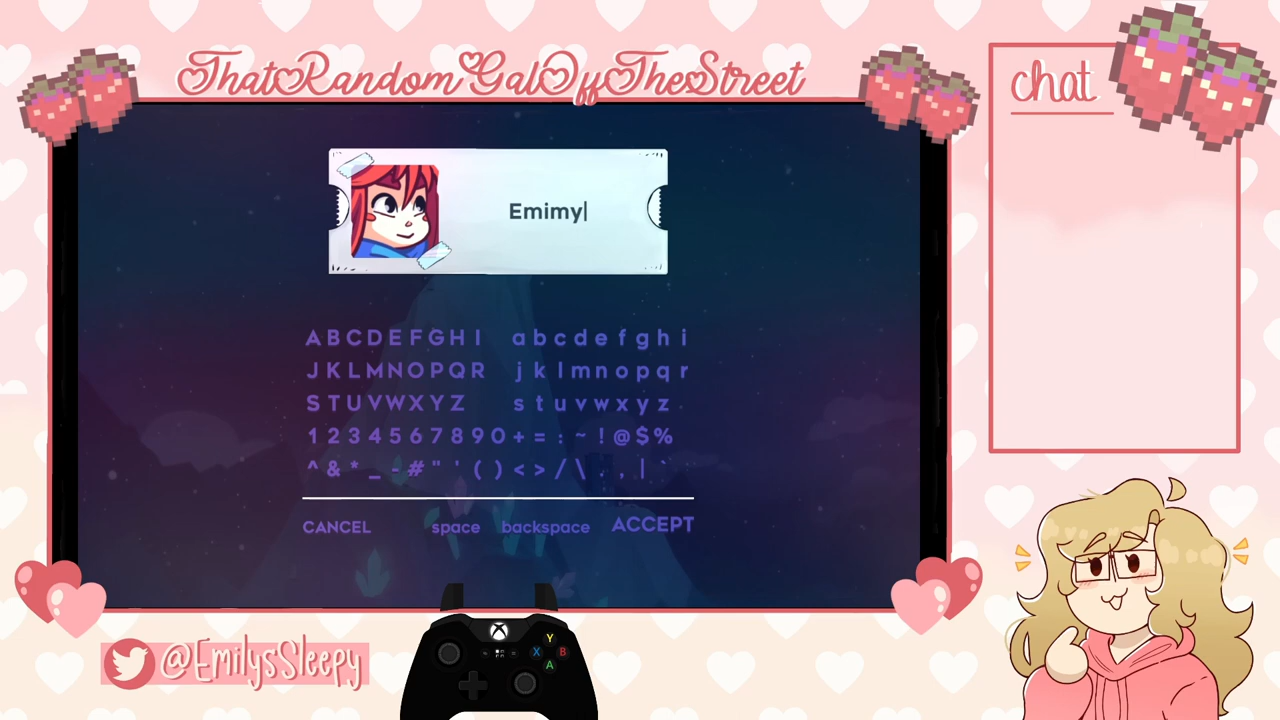 ThatRandomGalOffTheStreet
chat
Emimy|
A B C D E F G H I a b c d e f g h i
J K L M N O P Q R j k l m n o p q r
S T U V W X Y Z s t u v w x y z
1 2 3 4 5 6 7 8 9 0 + = : ~ ! @ $ %
^ & * _ - # " ' ( ) < > / \ . , | `
CANCEL space backspace ACCEPT
@EmilysSleepy
Y
X B
A